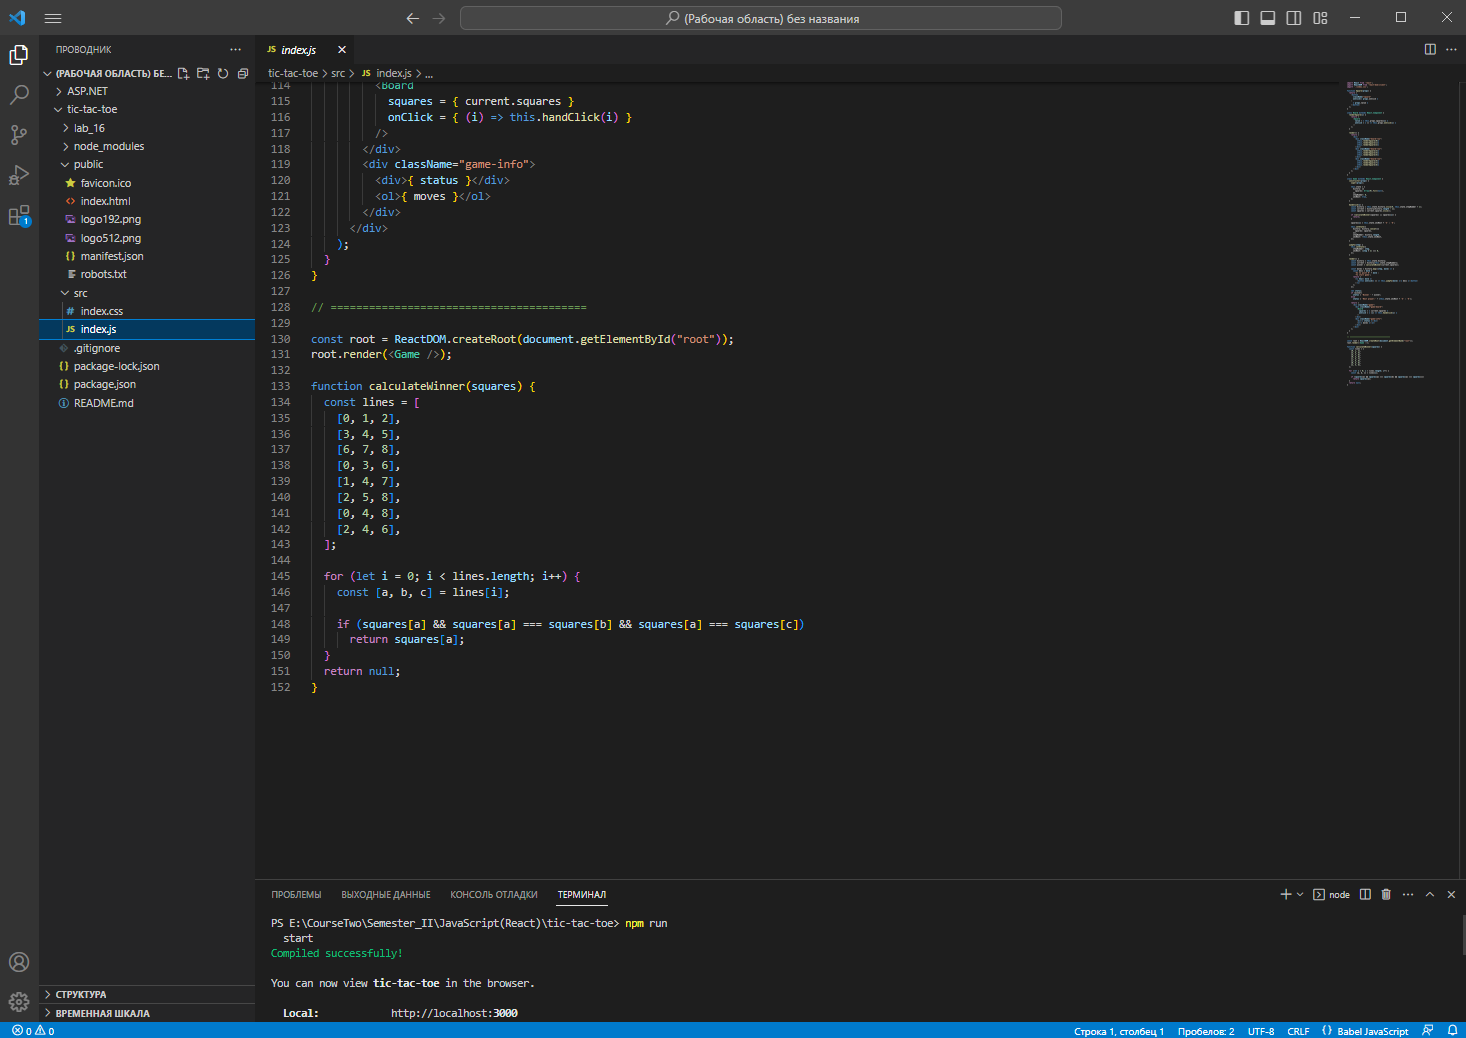 (Рабочая область) без названия
ПРОВОДНИК
(РАБОЧАЯ ОБЛАСТЬ) БЕ...
ASP.NET
tic-tac-toe
lab_16
node_modules
public
favicon.ico
index.html
logo192.png
logo512.png
manifest.json
robots.txt
src
index.css
JS index.js
.gitignore
package-lock.json
package.json
README.md
СТРУКТУРА
ВРЕМЕННАЯ ШКАЛА
1
JS index.js
tic-tac-toe > src > JS index.js > ...
114 <Board
115 squares = { current.squares }
116 onClick = { (i) => this.handClick(i) }
117 />
118 </div>
119 <div className="game-info">
120 <div>{ status }</div>
121 <ol>{ moves }</ol>
122 </div>
123 </div>
124 );
125 }
126 }
127
128 // ========================================
129
130 const root = ReactDOM.createRoot(document.getElementById("root"));
131 root.render(<Game />);
132
133 function calculateWinner(squares) {
134 const lines = [
135 [0, 1, 2],
136 [3, 4, 5],
137 [6, 7, 8],
138 [0, 3, 6],
139 [1, 4, 7],
140 [2, 5, 8],
141 [0, 4, 8],
142 [2, 4, 6],
143 ];
144
145 for (let i = 0; i < lines.length; i++) {
146 const [a, b, c] = lines[i];
147
148 if (squares[a] && squares[a] === squares[b] && squares[a] === squares[c])
149 return squares[a];
150 }
151 return null;
152 }
ПРОБЛЕМЫ ВЫХОДНЫЕ ДАННЫЕ КОНСОЛЬ ОТЛАДКИ ТЕРМИНАЛ
node
PS E:\CourseTwo\Semester_II\JavaScript(React)\tic-tac-toe> npm run
start
Compiled successfully!
You can now view tic-tac-toe in the browser.
Local: http://localhost:3000
0 0
Строка 1, столбец 1 Пробелов: 2 UTF-8 CRLF {} Babel JavaScript